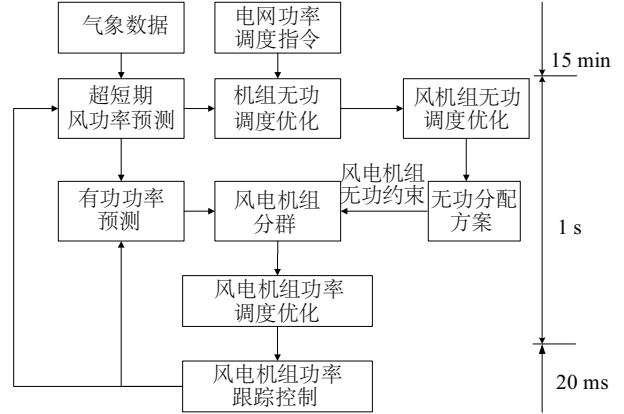 气象数据
电网功率
调度指令
15 min
超短期
风功率预测
机组无功
调度优化
风机组无功
调度优化
有功功率
预测
风电机组
分群
风电机组
无功约束
无功分配
方案
1 s
风电机组功率
调度优化
风电机组功率
跟踪控制
20 ms